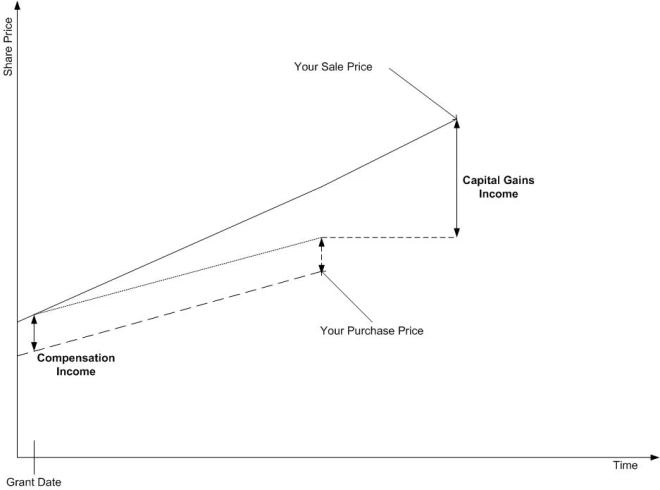 Share Price
Your Sale Price
Capital Gains
Income
Your Purchase Price
Compensation
Income
Time
Grant Date